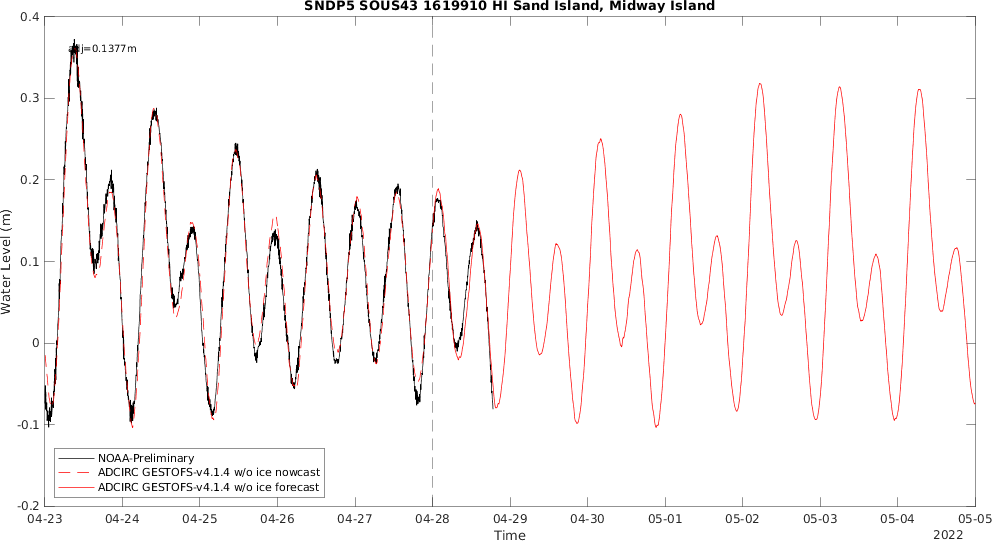 SNDP5 SOUS43 1619910 HI Sand Island, Midway Island
0.4
0.3
0.2
0.1
0
-0.1
-0.2
Water Level (m)
=0.1377m
NOAA-Preliminary
ADCIRC GESTOFS-v4.1.4 w/o ice nowcast
ADCIRC GESTOFS-v4.1.4 w/o ice forecast
04-23 04-24 04-25 04-26 04-27 04-28 04-29 04-30 05-01 05-02 05-03 05-04 05-05
Time
2022